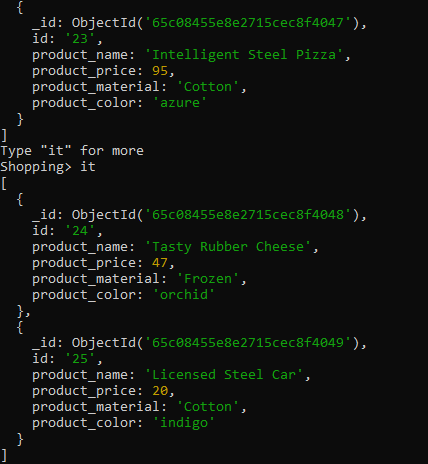 {
_id: ObjectId('65c08455e8e2715cec8f4047'),
id: '23',
product_name: 'Intelligent Steel Pizza',
product_price: 95,
product_material: 'Cotton',
product_color: 'azure'
}
]
Type "it" for more
Shopping> it
[
{
_id: ObjectId('65c08455e8e2715cec8f4048'),
id: '24',
product_name: 'Tasty Rubber Cheese',
product_price: 47,
product_material: 'Frozen',
product_color: 'orchid'
},
{
_id: ObjectId('65c08455e8e2715cec8f4049'),
id: '25',
product_name: 'Licensed Steel Car',
product_price: 20,
product_material: 'Cotton',
product_color: 'indigo'
}
]